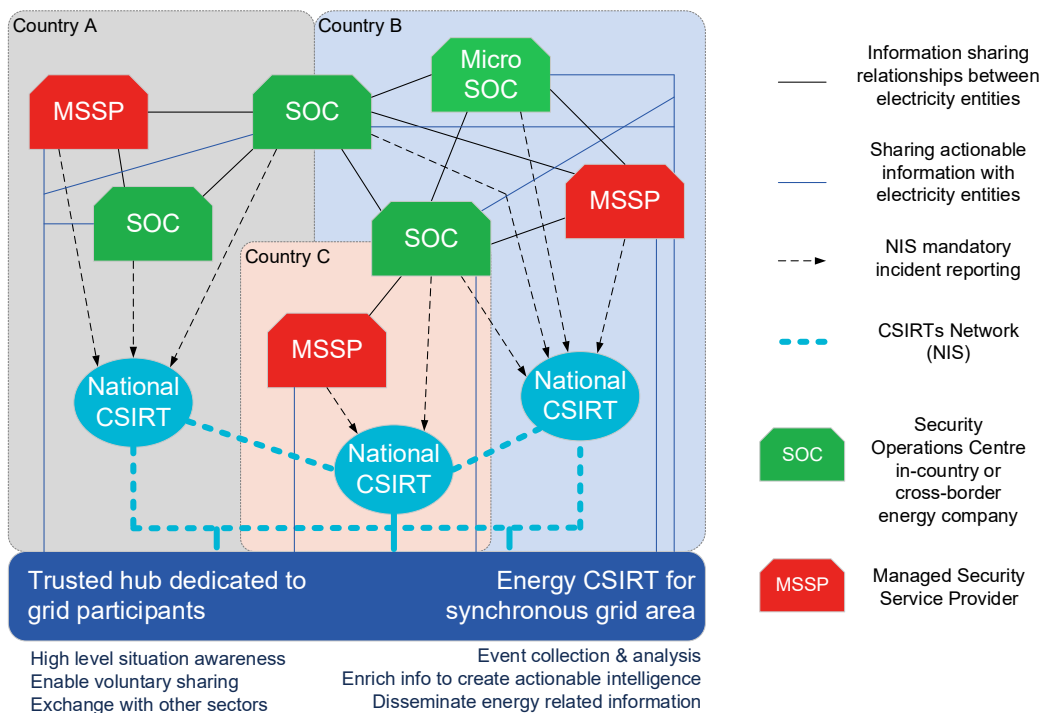 Country A
Country B
MSSP
SOC
Micro
SOC
SOC
MSSP
SOC
Country C
MSSP
National
CSIRT
National
CSIRT
National
CSIRT
Trusted hub dedicated to
grid participants
Energy CSIRT for
synchronous grid area
High level situation awareness
Enable voluntary sharing
Exchange with other sectors
Event collection & analysis
Enrich info to create actionable intelligence
Disseminate energy related information
Information sharing
relationships between
electricity entities
Sharing actionable
information with
electricity entities
NIS mandatory
incident reporting
CSIRTs Network
(NIS)
SOC
Security
Operations Centre
in-country or
cross-border
energy company
MSSP
Managed Security
Service Provider